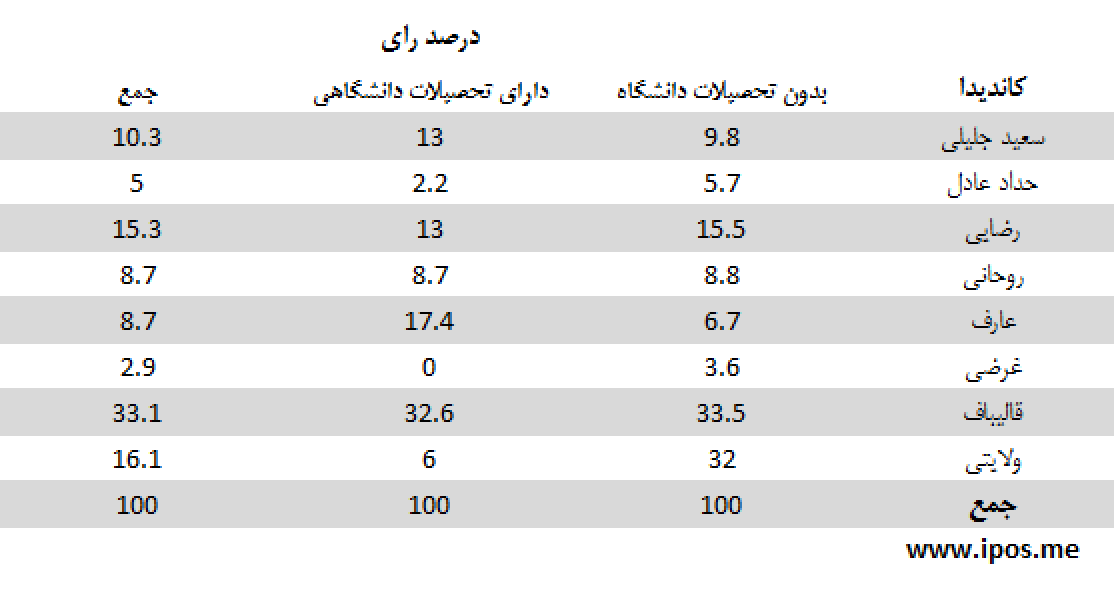 درصد رای
کاندیدا بدون تحصیلات دانشگاه دارای تحصیلات دانشگاهی جمع
سعید جلیلی 9.8 13 10.3
حداد عادل 5.7 2.2 5
رضایی 15.5 13 15.3
روحانی 8.8 8.7 8.7
عارف 6.7 17.4 8.7
غرضی 3.6 0 2.9
قالیباف 33.5 32.6 33.1
ولایتی 32 6 16.1
جمع 100 100 100
www.ipos.me